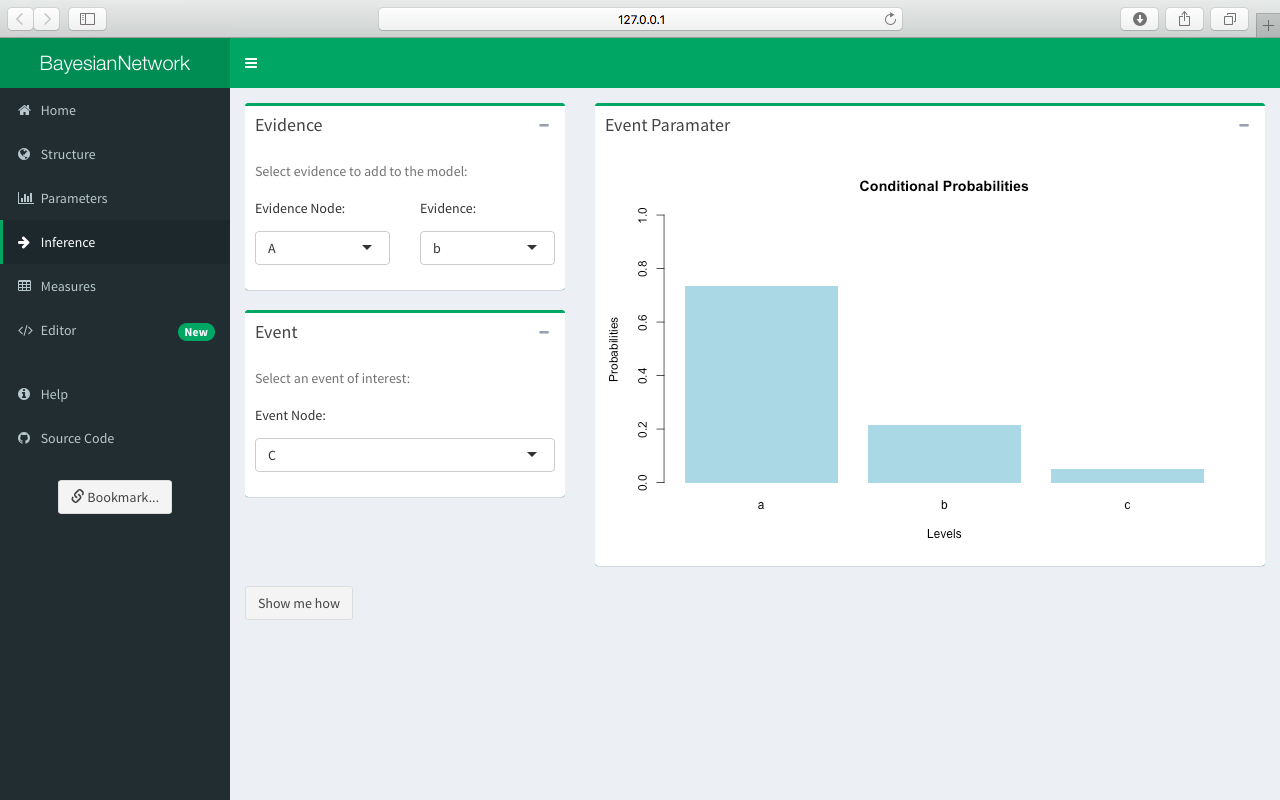 127.0.0.1
BayesianNetwork
Home
Structure
Parameters
Inference
Measures
Editor New
Help
Source Code
Bookmark...
Evidence
Select evidence to add to the model:
Evidence Node: Evidence:
A b
Event
Select an event of interest:
Event Node:
C
Show me how
Event Paramater
Conditional Probabilities
Probabilities
1.0
0.8
0.6
0.4
0.2
0.0
a b c
Levels